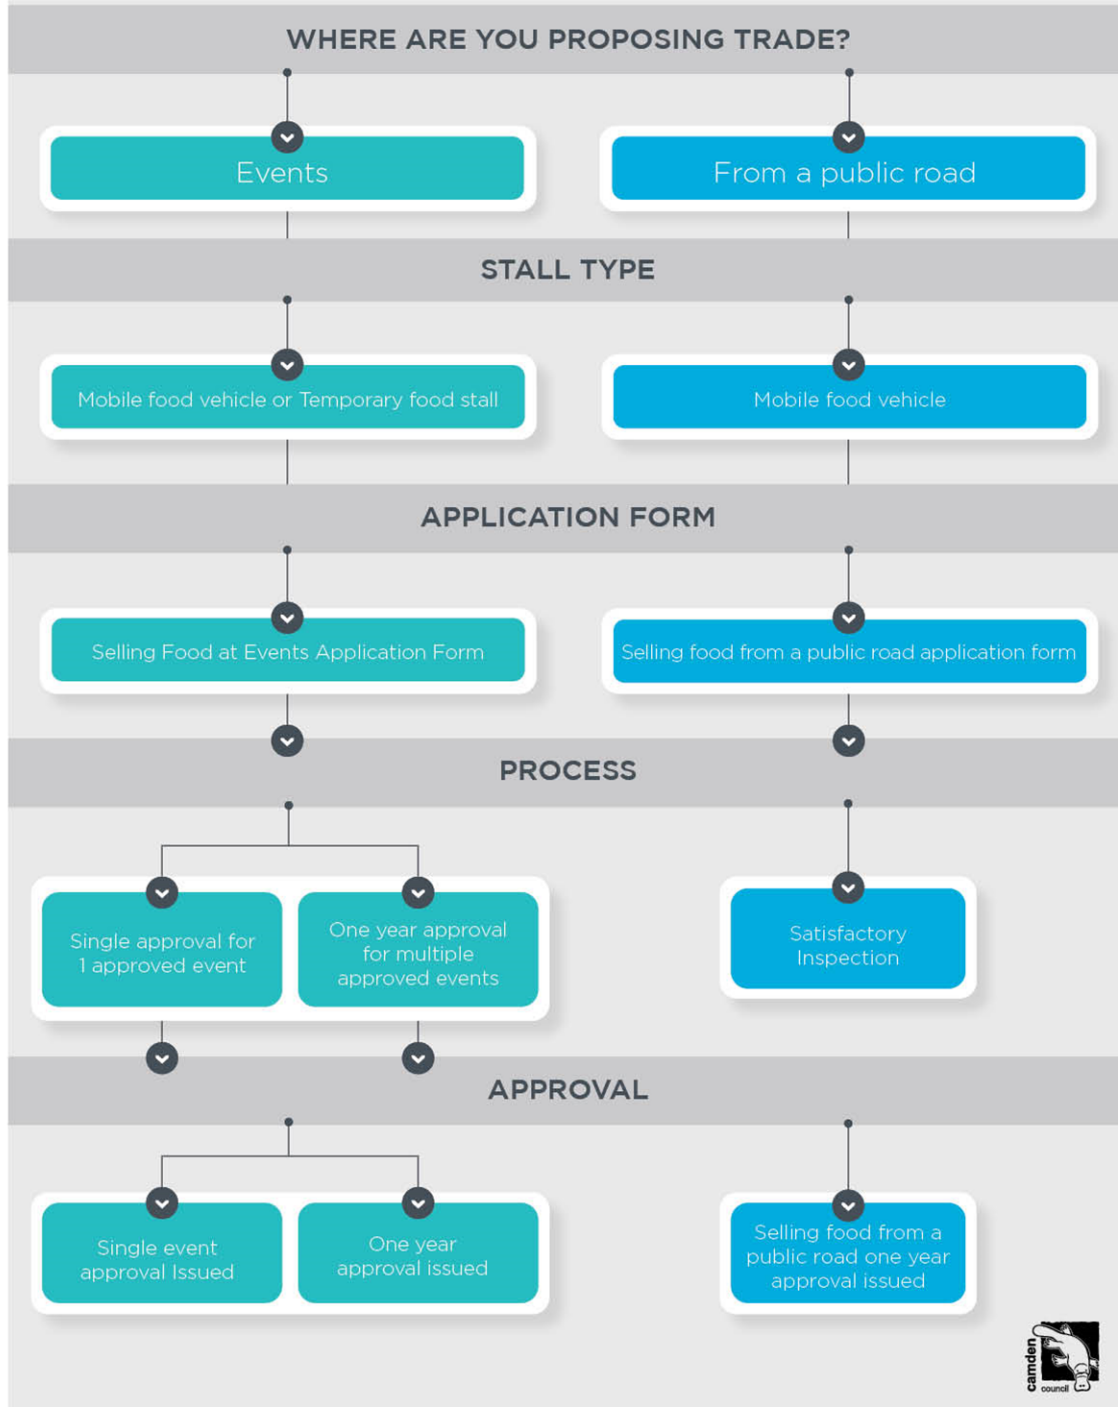 WHERE ARE YOU PROPOSING TRADE?
Events
From a public road
STALL TYPE
Mobile food vehicle or Temporary food stall
Mobile food vehicle
APPLICATION FORM
Selling Food at Events Application Form
Selling food from a public road application form
PROCESS
Single approval for
1 approved event
One year approval
for multiple
approved events
Satisfactory
Inspection
APPROVAL
Single event
approval Issued
One year
approval issued
Selling food from a
public road one year
approval issued
camden
council